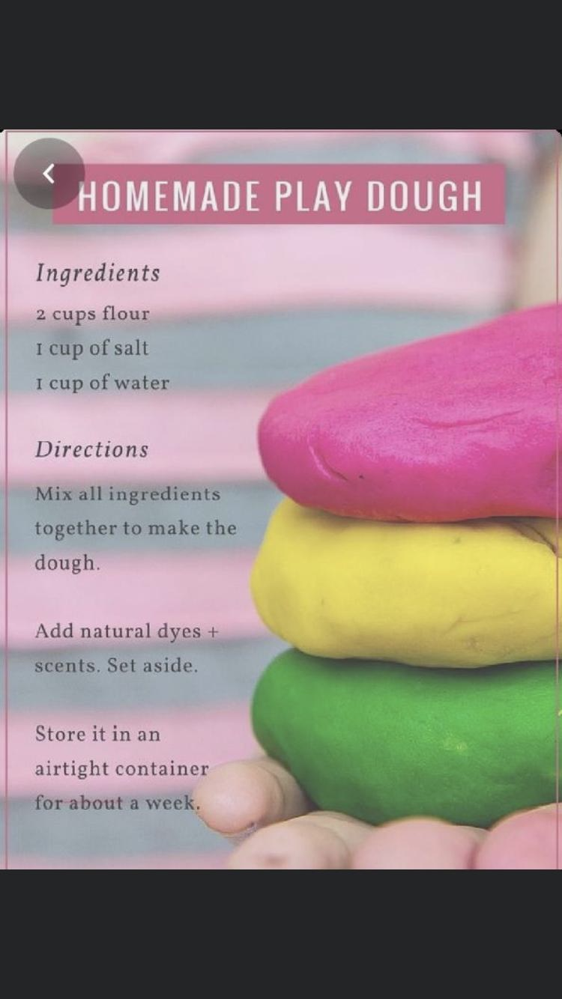 HOMEMADE PLAY DOUGH
Ingredients
2 cups flour
1 cup of salt
1 cup of water
Directions
Mix all ingredients
together to make the
dough.
Add natural dyes +
scents. Set aside.
Store it in an
airtight container
for about a week.